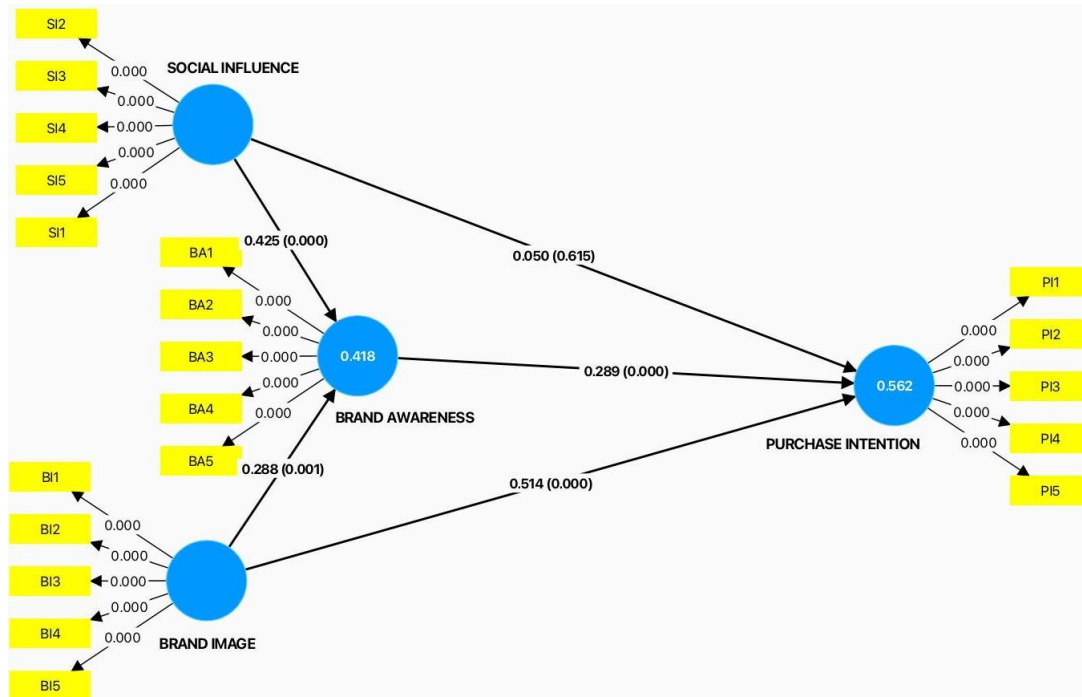 SI2
SI3
SI4
SI5
SI1
0.000
0.000
0.000
0.000
0.000
SOCIAL INFLUENCE
0.425 (0.000)
0.050 (0.615)
BA1
BA2
BA3
BA4
BA5
0.000
0.000
0.000
0.000
0.000
0.418
BRAND AWARENESS
0.289 (0.000)
0.288 (0.001)
0.514 (0.000)
BI1
BI2
BI3
BI4
BI5
0.000
0.000
0.000
0.000
0.000
BRAND IMAGE
0.562
PURCHASE INTENTION
0.000
0.000
0.000
0.000
0.000
PI1
PI2
PI3
PI4
PI5